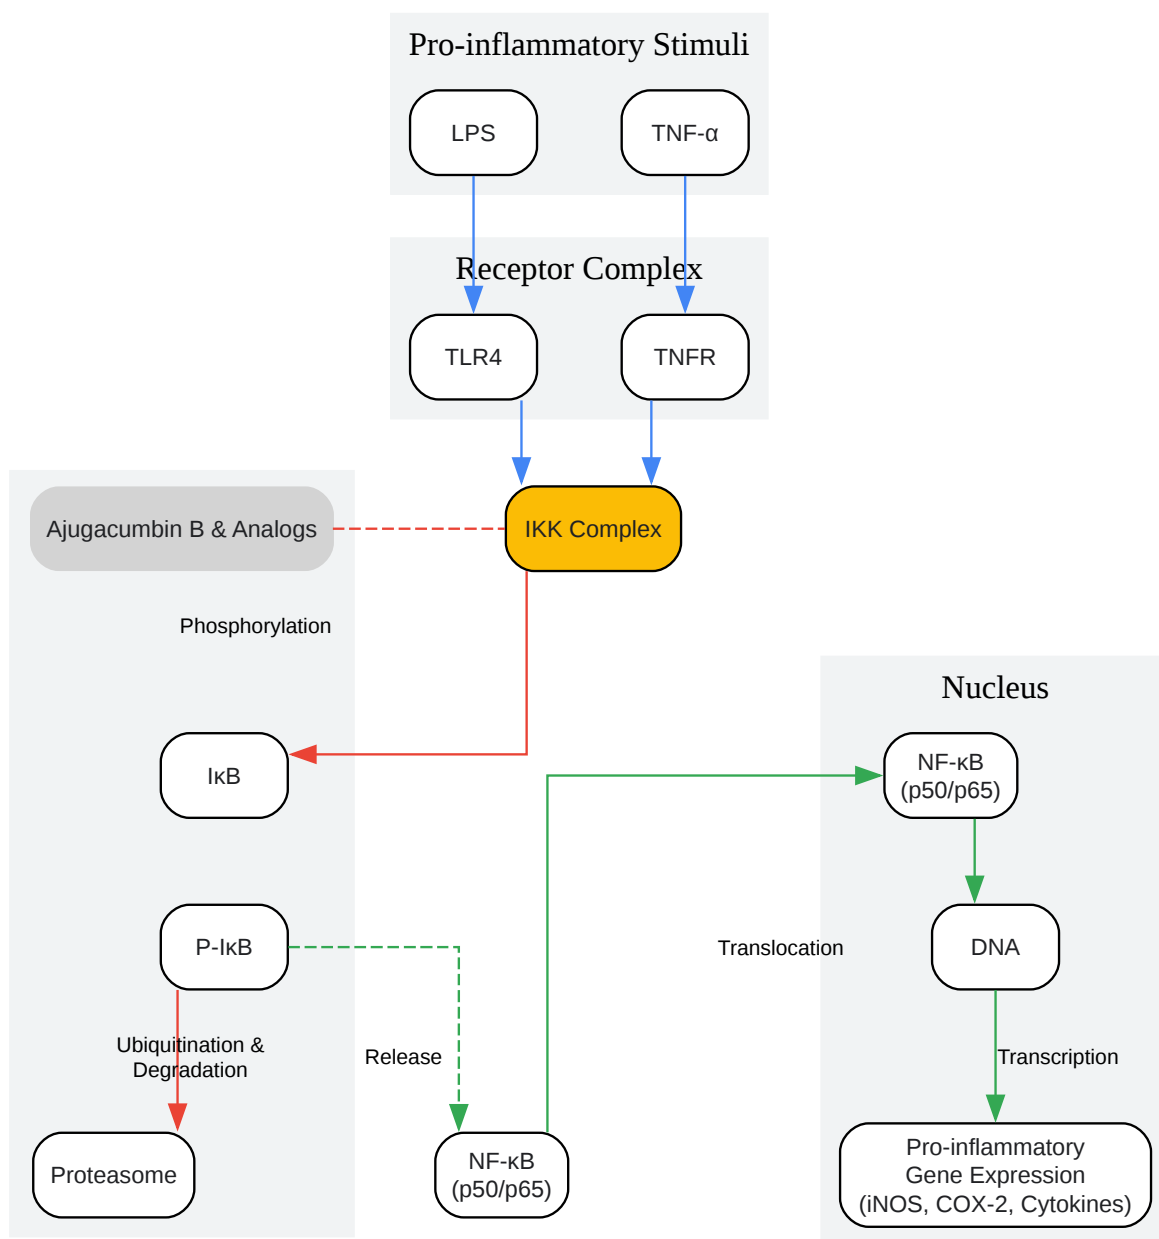 Pro-inflammatory Stimuli
LPS
TNF-α
Receptor Complex
TLR4
TNFR
Ajugacumbin B & Analogs
IKK Complex
Phosphorylation
Nucleus
IκB
NF-κB
(p50/p65)
P-IκB
Translocation
DNA
Ubiquitination &
Degradation
Release
Transcription
Proteasome
NF-κB
(p50/p65)
Pro-inflammatory
Gene Expression
(iNOS, COX-2, Cytokines)